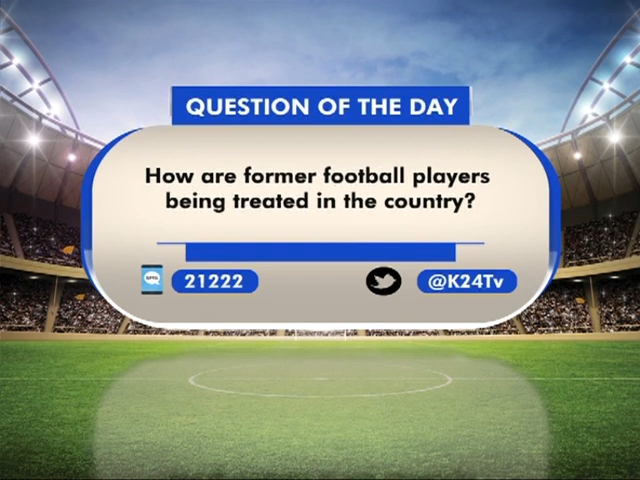 QUESTION OF THE DAY
How are former football players
being treated in the country?
21222
@K24Tv